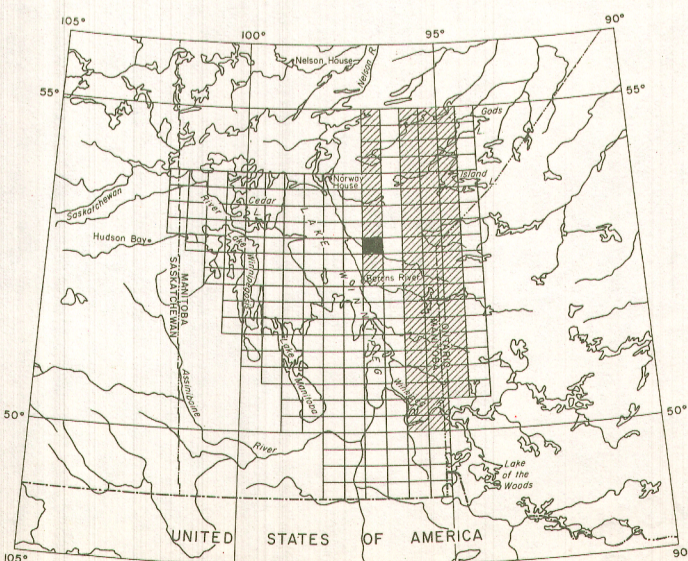 105°
100°
95°
90°
Nelson House
Nelson R
55°
55°
Gods
L
Norway
House
Island
L
Saskatchewan
River
Cedar
L
LAKE
Hudson Bay
WINNIPEG
Berens River
MANITOBA
SASKATCHEWAN
Winnipegosis
ONTARIO
MANITOBA
Lake
Manitoba
Winnipeg
Assiniboine
50°
50°
River
Lake
of the
Woods
UNITED STATES OF AMERICA
105°
90